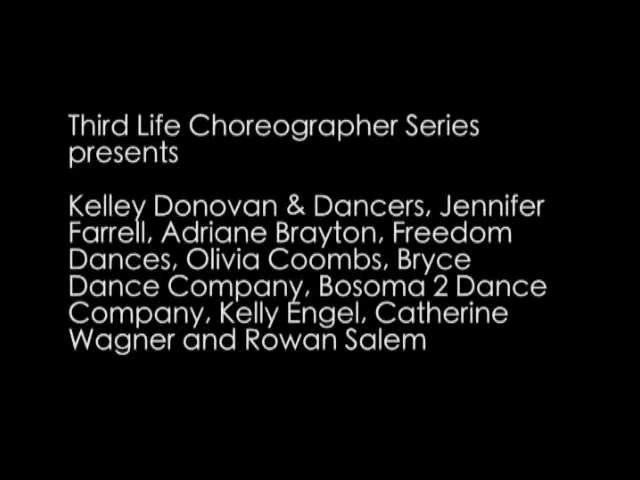 Third Life Choreographer Series
presents
Kelley Donovan & Dancers, Jennifer
Farrell, Adriane Brayton, Freedom
Dances, Olivia Coombs, Bryce
Dance Company, Bosoma 2 Dance
Company, Kelly Engel, Catherine
Wagner and Rowan Salem